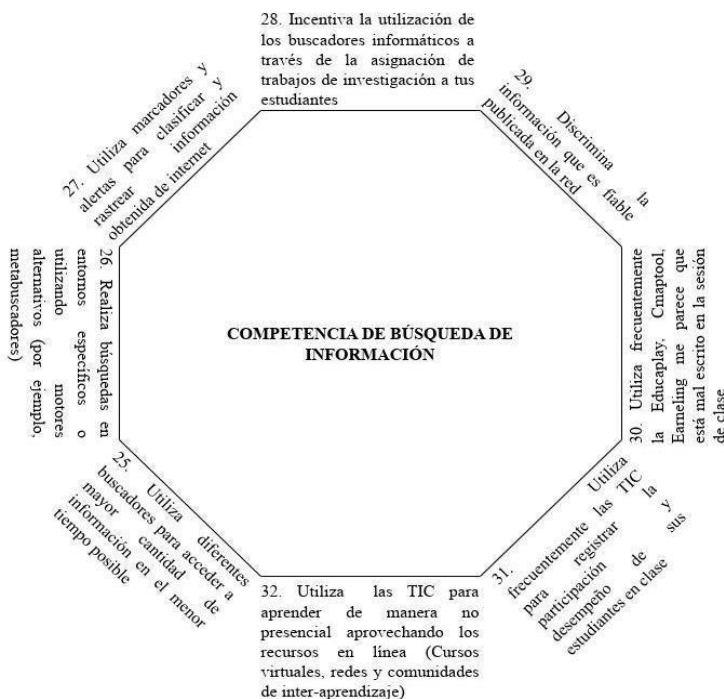 28. Incentiva la utilización de
los buscadores informáticos a
través de la asignación de
trabajos de investigación a tus
estudiantes
29. Discrimina la
información que es fiable
publicada en la red
27. Utiliza marcadores y
alertas para clasificar y
rastrear información
obtenida de internet
26. Realiza búsquedas en
entornos específicos o
utilizando motores
alternativos (por ejemplo,
metabuscadores)
COMPETENCIA DE BÚSQUEDA DE
INFORMACIÓN
30. Utiliza frecuentemente
la Educaplay, Cmaptool,
Earneling me parece que
está mal escrito en la sesión
de clase
25. Utiliza diferentes
buscadores para acceder a
mayor cantidad de
información en el menor
tiempo posible
31. Utiliza
frecuentemente las TIC
para registrar la
participación y
desempeño de sus
estudiantes en clase
32. Utiliza las TIC para
aprender de manera no
presencial aprovechando los
recursos en línea (Cursos
virtuales, redes y comunidades
de inter-aprendizaje)